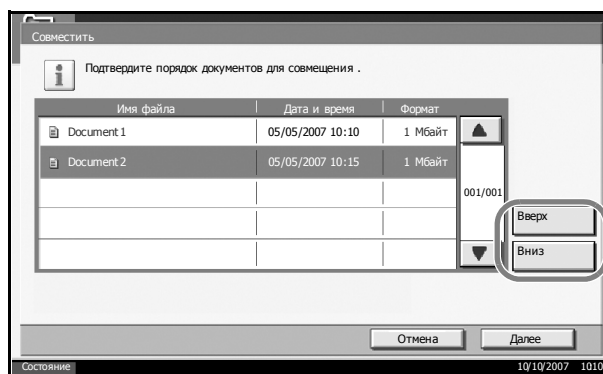 Совместить
Подтвердите порядок документов для совмещения .
Имя файла Дата и время Формат
Document 1 05/05/2007 10:10 1 Мбайт
Document 2 05/05/2007 10:15 1 Мбайт
001/001
Вверх
Вниз
Отмена Далее
Состояние 10/10/2007 1010